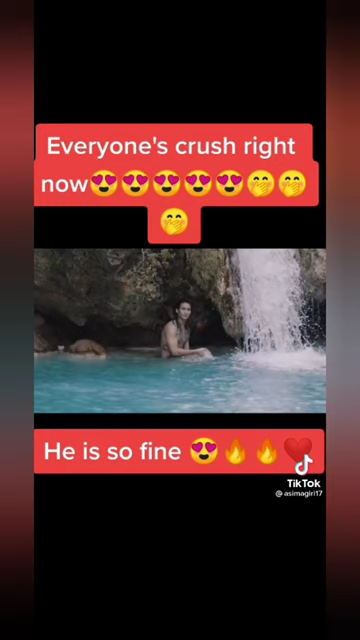 Everyone's crush right
now😍😍😍😍😍🤭🤭
🤭
He is so fine 😍🔥🔥❤️
TikTok
@asimagiri17